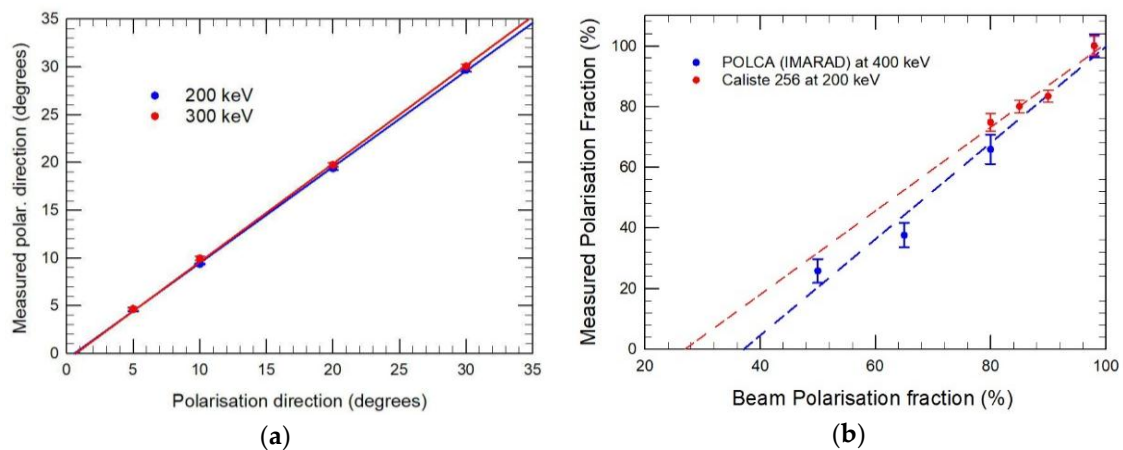 35
30
25
20
15
10
5
0
Measured polar. direction (degrees)
200 keV
300 keV
0 5 10 15 20 25 30 35
Polarisation direction (degrees)
(a)
100
80
60
40
20
0
Measured Polarisation Fraction (%)
POLCA (IMARAD) at 400 keV
Caliste 256 at 200 keV
20 40 60 80 100
Beam Polarisation fraction (%)
(b)